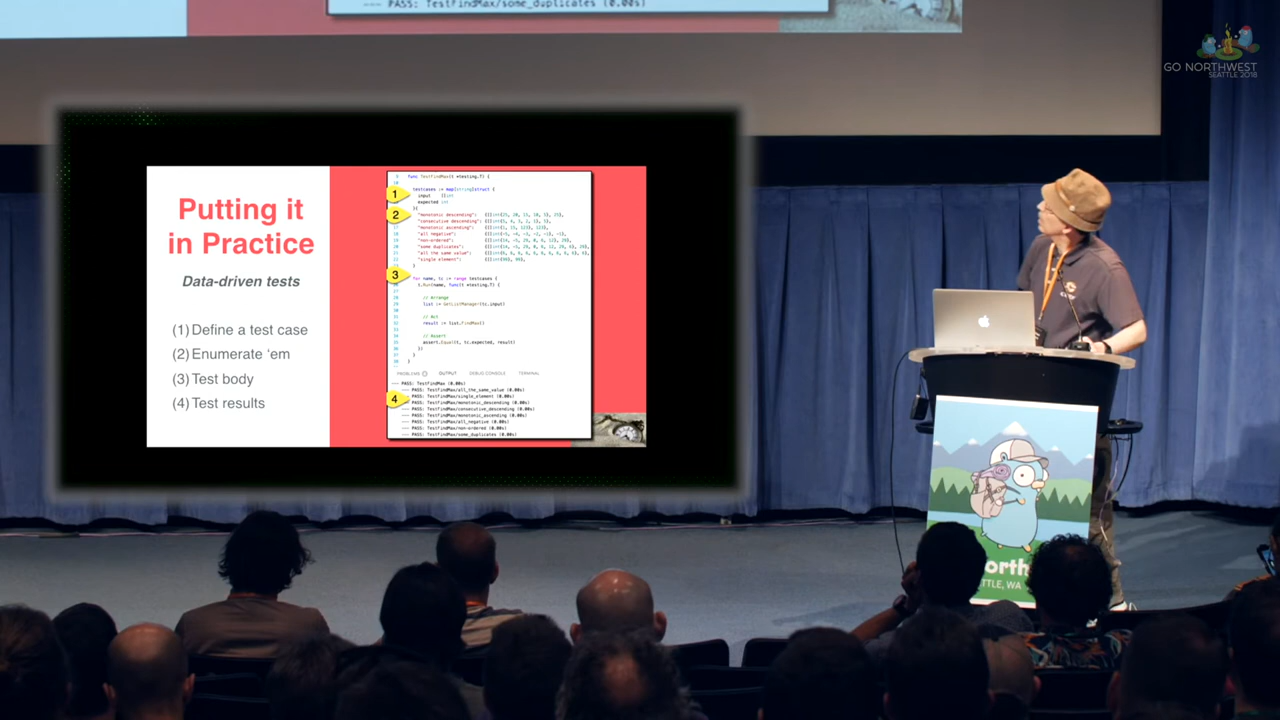 PASS: TestFindMax/some_duplicates (0.00s)
GO NORTHWEST
SEATTLE 2018
Putting it
in Practice
Data-driven tests
(1) Define a test case
(2) Enumerate ‘em
(3) Test body
(4) Test results
1
2
3
4
func TestFindMax(t *testing.T) {
testcases := map[string]struct {
input []int
expected int
}{
"monotonic descending":
"consecutive descending":
"monotonic ascending":
"all negative":
"non-ordered":
"some duplicates":
"all the same value":
"single element":
}
for name, tc := range testcases {
t.Run(name, func(t *testing.T) {
// Arrange
list := GetListManager(tc.input)
// Act
result := list.FindMax()
// Assert
assert.Equal(t, tc.expected, result)
})
}
}
PROBLEMS OUTPUT DEBUG CONSOLE TERMINAL
--- PASS: TestFindMax (0.00s)
--- PASS: TestFindMax/all_the_same_value (0.00s)
--- PASS: TestFindMax/single_element (0.00s)
--- PASS: TestFindMax/monotonic_descending (0.00s)
--- PASS: TestFindMax/consecutive_descending (0.00s)
--- PASS: TestFindMax/monotonic_ascending (0.00s)
--- PASS: TestFindMax/all_negative (0.00s)
--- PASS: TestFindMax/non-ordered (0.00s)
--- PASS: TestFindMax/some_duplicates (0.00s)
orth
TTLE, WA